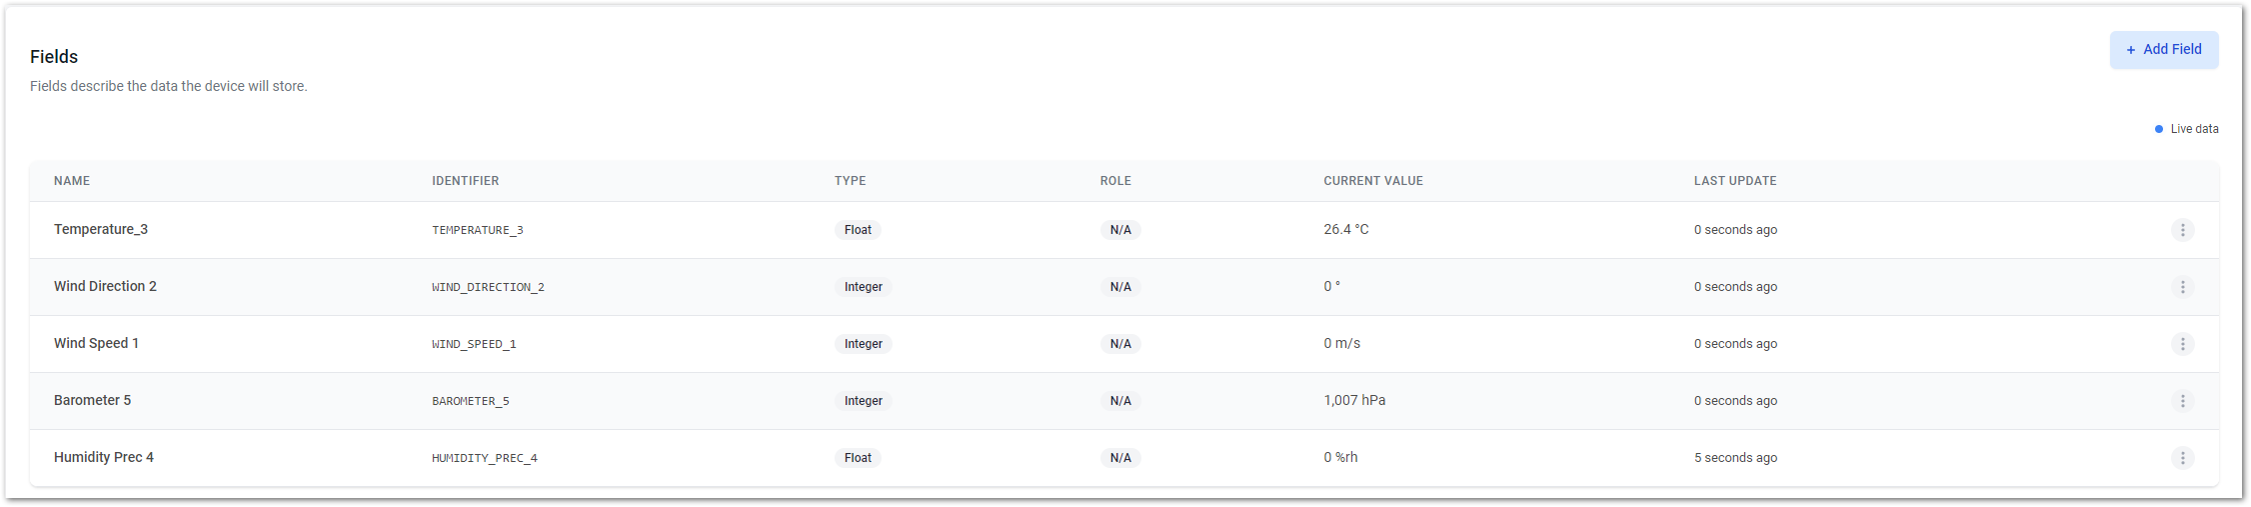 Fields
+ Add Field
Fields describe the data the device will store.
Live data
NAME IDENTIFIER TYPE ROLE CURRENT VALUE LAST UPDATE
Temperature_3 TEMPERATURE_3 Float N/A 26.4 °C 0 seconds ago
Wind Direction 2 WIND_DIRECTION_2 Integer N/A 0 ° 0 seconds ago
Wind Speed 1 WIND_SPEED_1 Integer N/A 0 m/s 0 seconds ago
Barometer 5 BAROMETER_5 Integer N/A 1,007 hPa 0 seconds ago
Humidity Prec 4 HUMIDITY_PREC_4 Float N/A 0 %rh 5 seconds ago